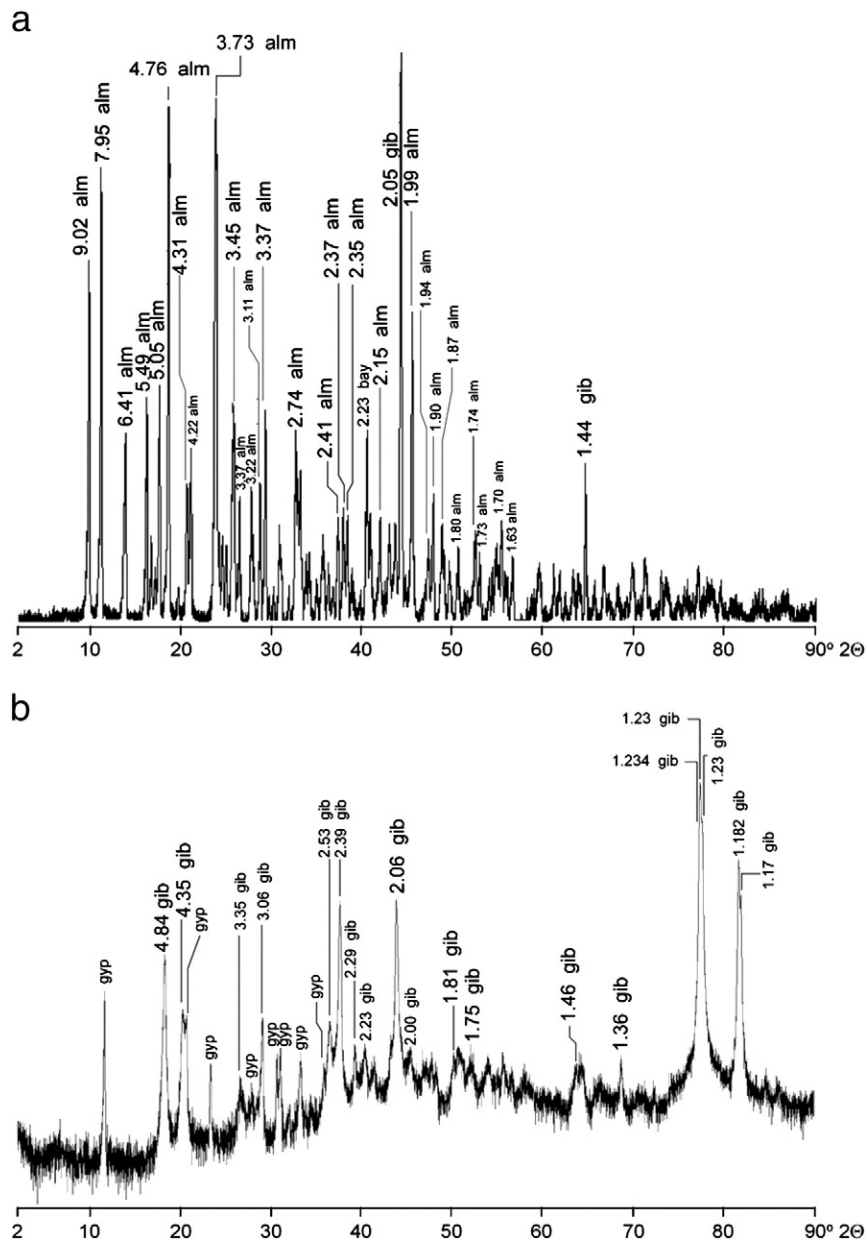 a
9.02 alm
7.95 alm
6.41 alm
5.49 alm
5.05 alm
4.76 alm
4.31 alm
4.22 alm
3.73 alm
3.45 alm
3.37 alm
3.22 alm
3.11 alm
3.37 alm
2.74 alm
2.41 alm
2.37 alm
2.35 alm
2.23 bay
2.15 alm
2.05 gib
1.99 alm
1.94 alm
1.90 alm
1.87 alm
1.80 alm
1.74 alm
1.73 alm
1.70 alm
1.63 alm
1.44 gib
2 10 20 30 40 50 60 70 80 90º 2Θ
b
gyp
4.84 gib
4.35 gib
gyp
gyp
3.35 gib
gyp
3.06 gib
gyp
gyp
gyp
gyp
2.53 gib
2.39 gib
2.29 gib
2.23 gib
2.06 gib
2.00 gib
1.81 gib
1.75 gib
1.46 gib
1.36 gib
1.234 gib
1.23 gib
1.23 gib
1.182 gib
1.17 gib
2 10 20 30 40 50 60 70 80 90º 2Θ